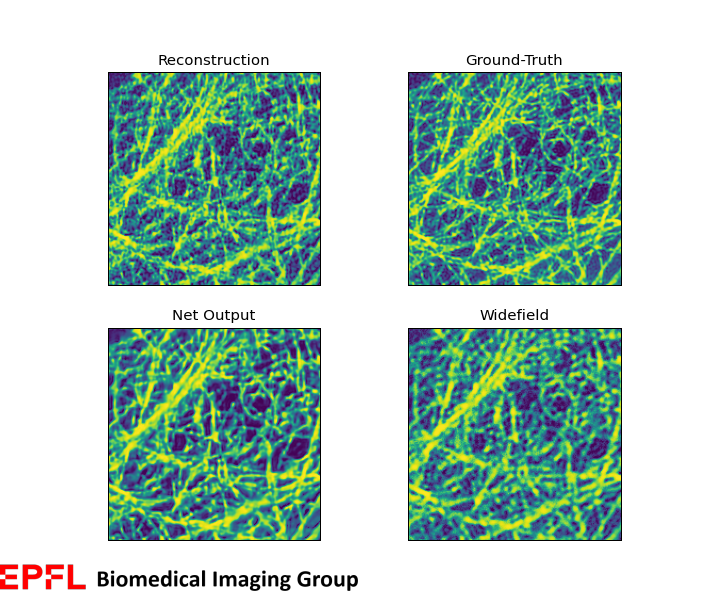 Reconstruction
Ground-Truth
Net Output
Widefield
EPFL Biomedical Imaging Group